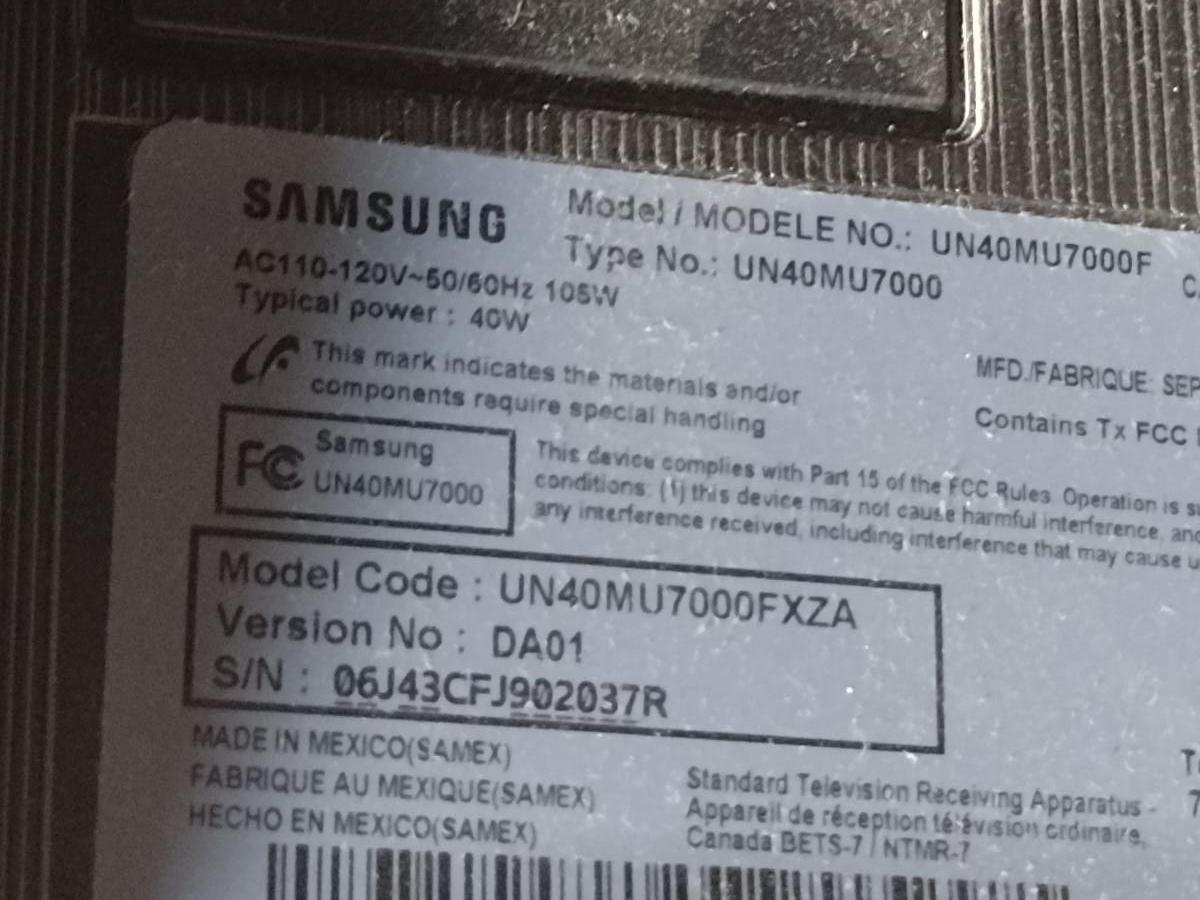 SAMSUNG
Model / MODELE NO.: UN40MU7000F
Type No.: UN40MU7000
AC110-120V~50/60Hz 105W
Typical power : 40W
This mark indicates the materials and/or
components require special handling
MFD./FABRIQUE: SEP
Contains Tx FCC
FC Samsung
UN40MU7000
This device complies with Part 15 of the FCC Rules. Operation is
conditions: (1) this device may not cause harmful interference, and
any interference received, including interference that may cause
Model Code : UN40MU7000FXZA
Version No : DA01
S/N : 06J43CFJ902037R
MADE IN MEXICO(SAMEX)
FABRIQUE AU MEXIQUE(SAMEX)
HECHO EN MEXICO(SAMEX)
Standard Television Receiving Apparatus -
Appareil de réception télévision ordinaire,
Canada BETS-7 / NTMR-7